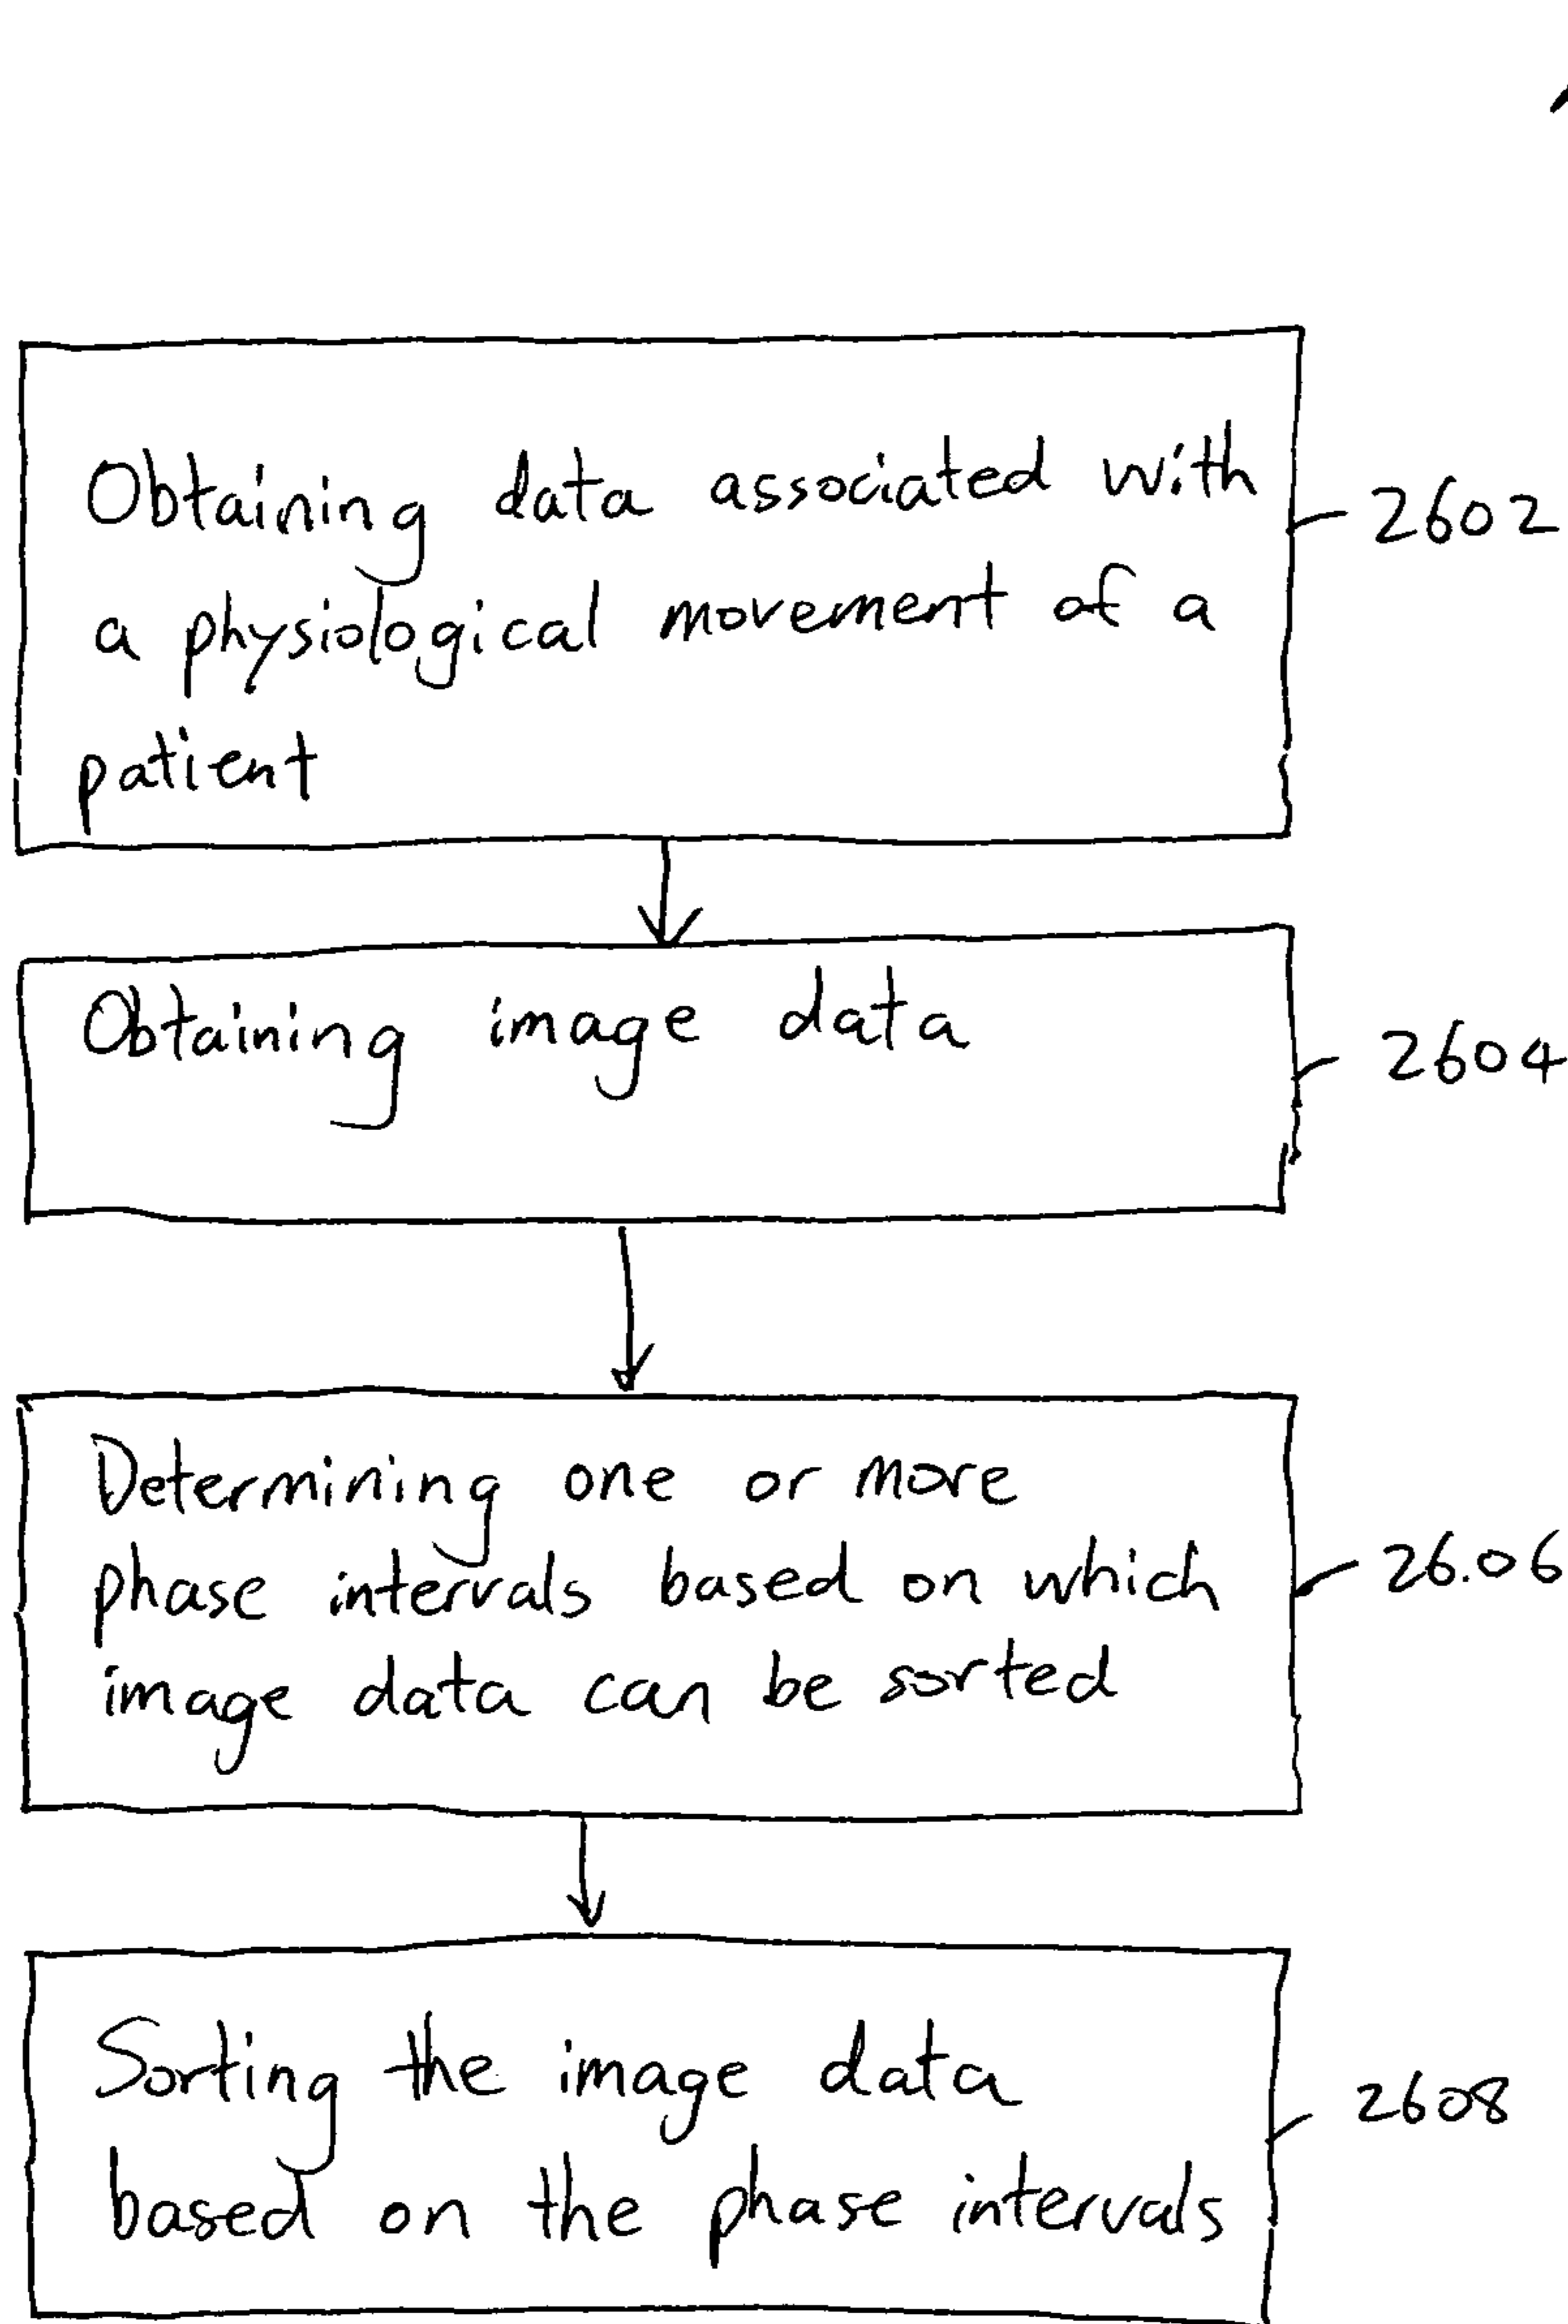 Obtaining data associated with 2602
a physiological movement of a
patient
Obtaining image data 2604
Determining one or more
phase intervals based on which 26.06
image data can be sorted
Sorting the image data 2608
based on the phase intervals